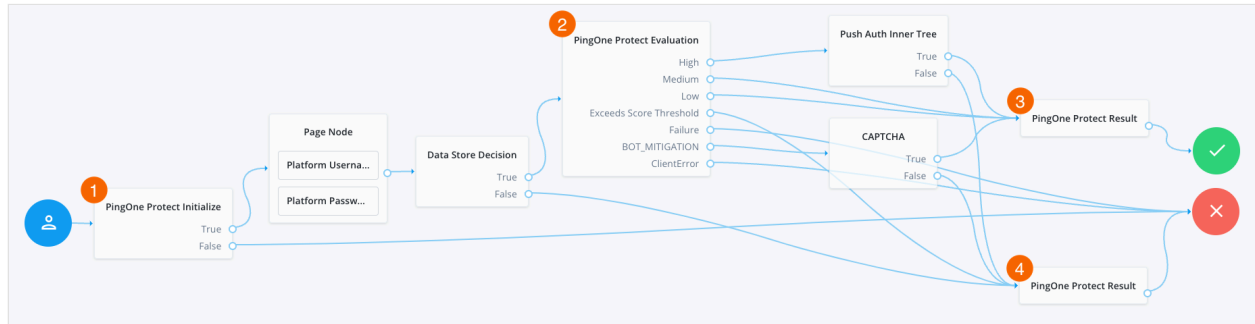 1
PingOne Protect Initialize
True
False
Page Node
Platform Userna...
Platform Passw...
Data Store Decision
True
False
2
PingOne Protect Evaluation
High
Medium
Low
Exceeds Score Threshold
Failure
BOT_MITIGATION
ClientError
Push Auth Inner Tree
True
False
CAPTCHA
True
False
3
PingOne Protect Result
4
PingOne Protect Result